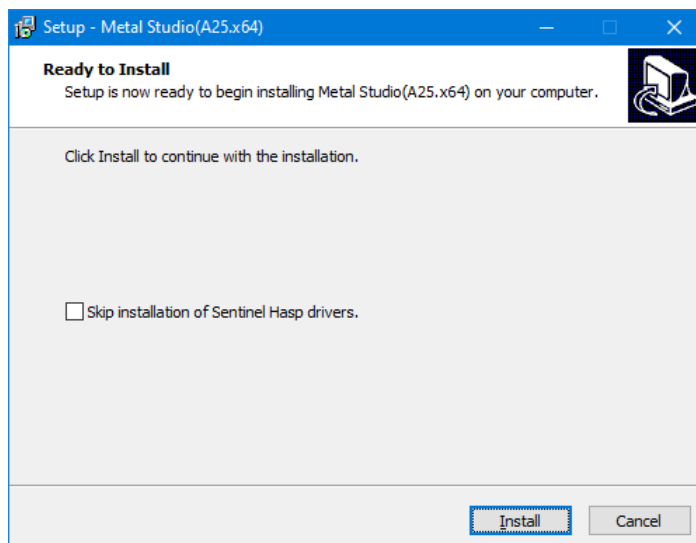 Setup - Metal Studio(A25.x64)
Ready to Install
Setup is now ready to begin installing Metal Studio(A25.x64) on your computer.
Click Install to continue with the installation.
Skip installation of Sentinel Hasp drivers.
Install
Cancel